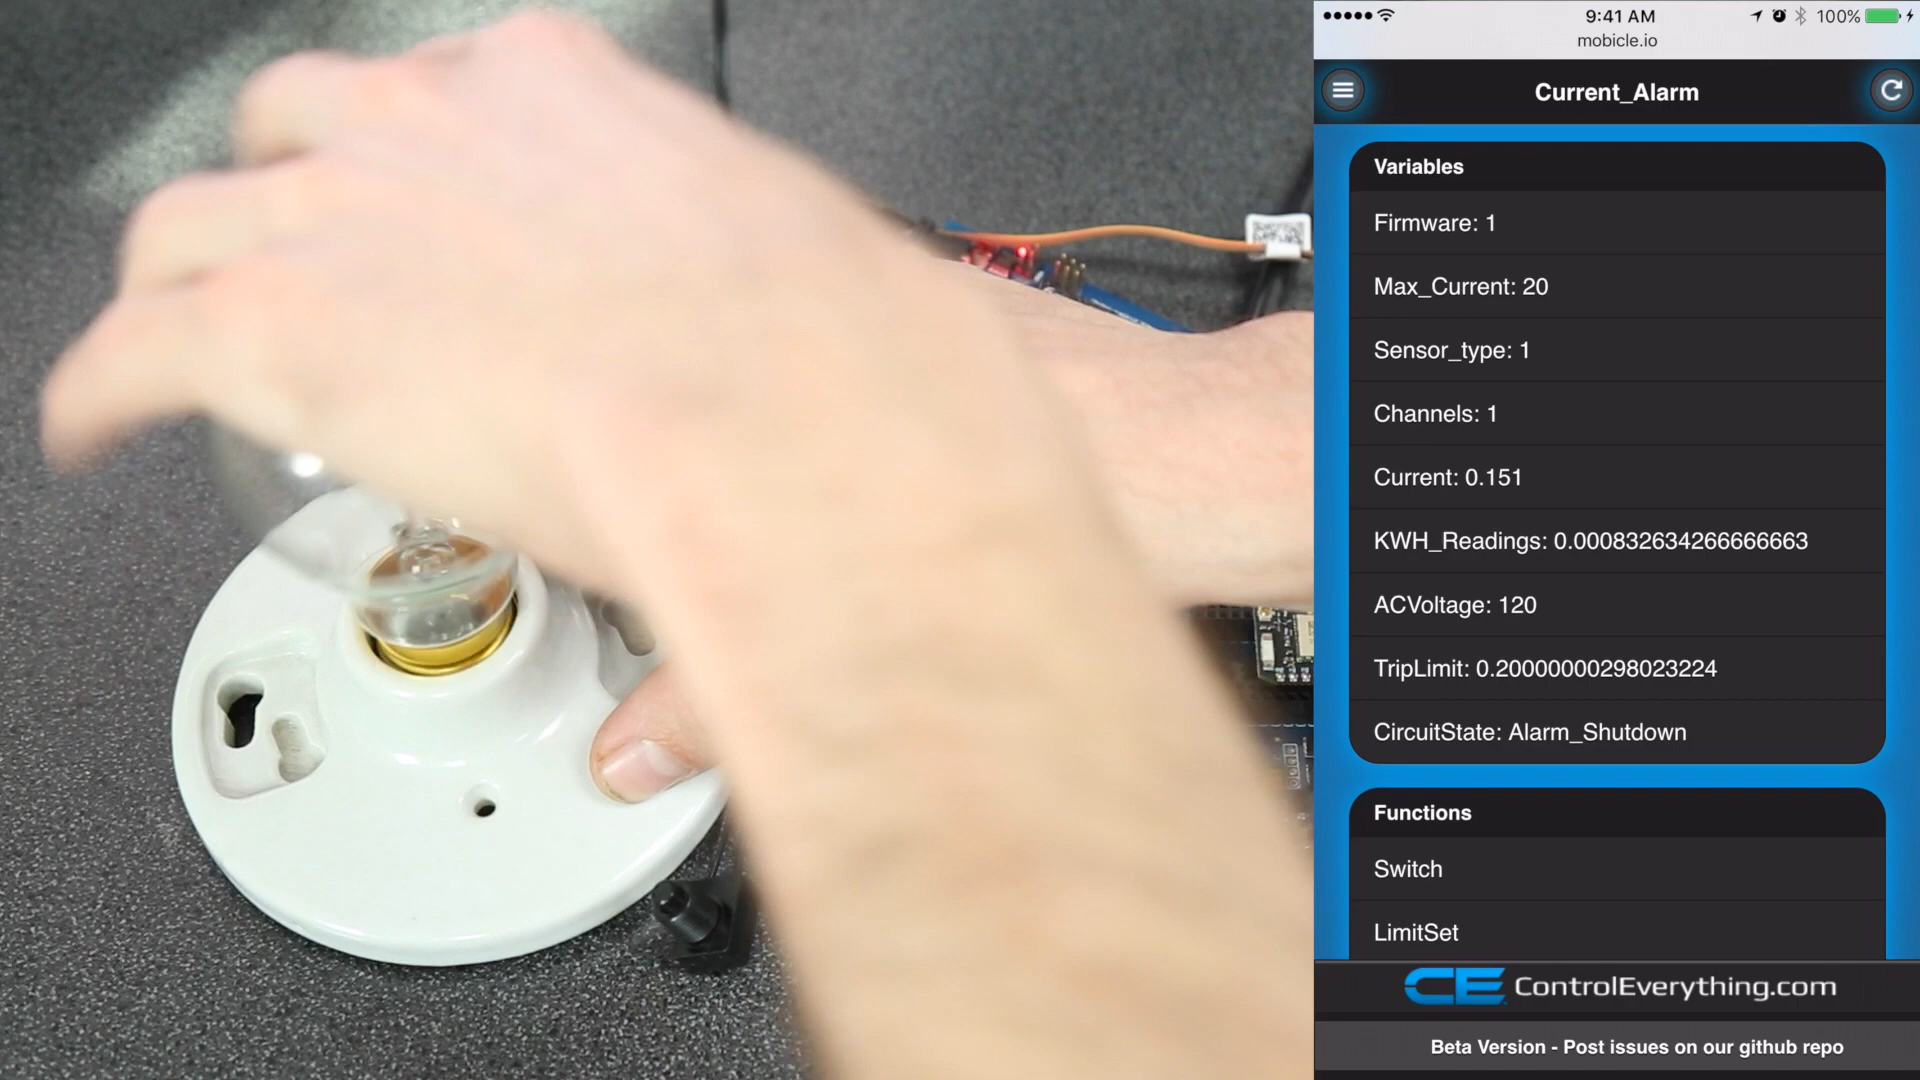 9:41 AM
100%
mobicle.io
Current_Alarm
Variables
Firmware: 1
Max_Current: 20
Sensor_type: 1
Channels: 1
Current: 0.151
KWH_Readings: 0.000832634266666663
ACVoltage: 120
TripLimit: 0.20000000298023224
CircuitState: Alarm_Shutdown
Functions
Switch
LimitSet
CE ControlEverything.com
Beta Version - Post issues on our github repo